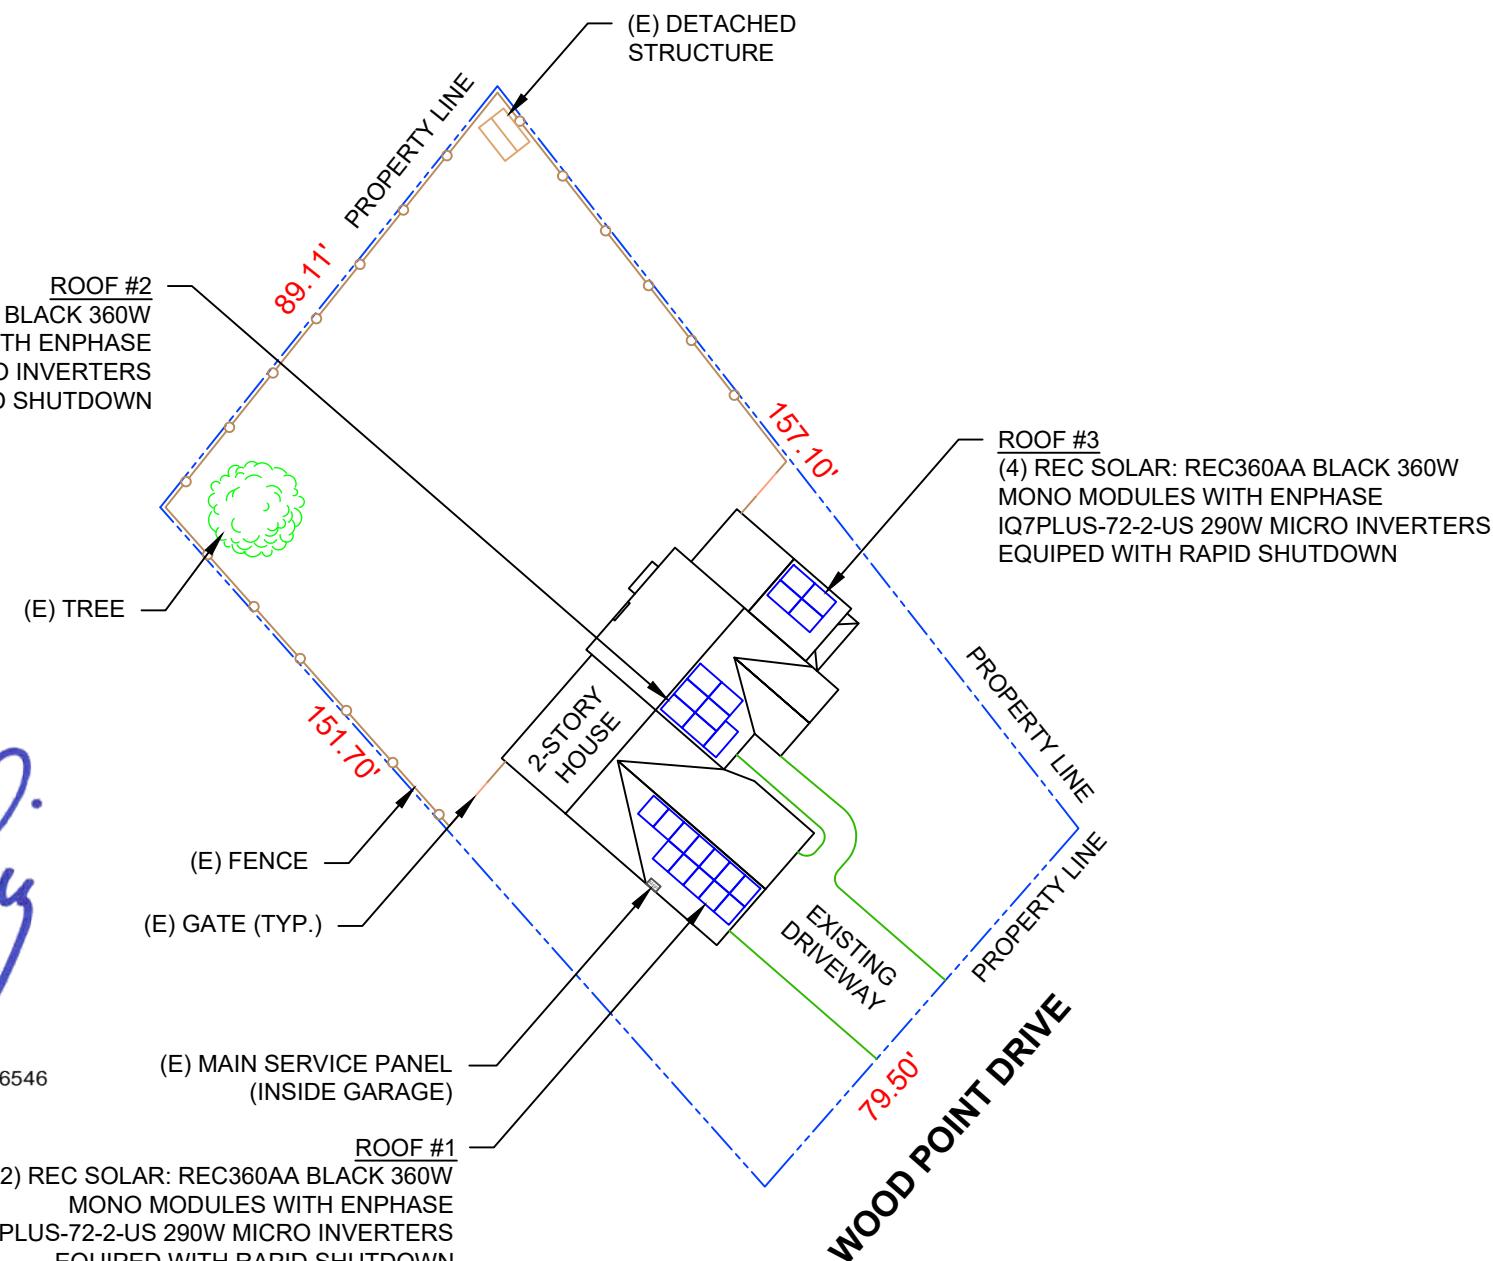 (E) DETACHED
STRUCTURE
PROPERTY LINE
89.11'
ROOF #2
BLACK 360W
TH ENPHASE
INVERTERS
SHUTDOWN
157.10'
ROOF #3
(4) REC SOLAR: REC360AA BLACK 360W
MONO MODULES WITH ENPHASE
IQ7PLUS-72-2-US 290W MICRO INVERTERS
EQUIPED WITH RAPID SHUTDOWN
(E) TREE
2-STORY
HOUSE
PROPERTY LINE
151.70'
(E) FENCE
(E) GATE (TYP.)
PROPERTY LINE
EXISTING
DRIVEWAY
(E) MAIN SERVICE PANEL
(INSIDE GARAGE)
6546
79.50'
WOOD POINT DRIVE
ROOF #1
2) REC SOLAR: REC360AA BLACK 360W
MONO MODULES WITH ENPHASE
PLUS-72-2-US 290W MICRO INVERTERS
EQUIPED WITH RAPID SHUTDOWN